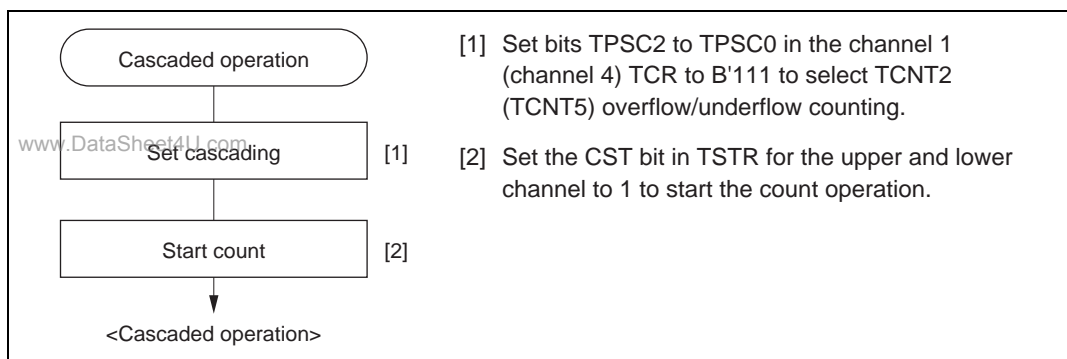 Cascaded operation
www.DataSheet4U.com
Set cascading
[1]
Start count
[2]
<Cascaded operation>
[1] Set bits TPSC2 to TPSC0 in the channel 1
(channel 4) TCR to B'111 to select TCNT2
(TCNT5) overflow/underflow counting.
[2] Set the CST bit in TSTR for the upper and lower
channel to 1 to start the count operation.